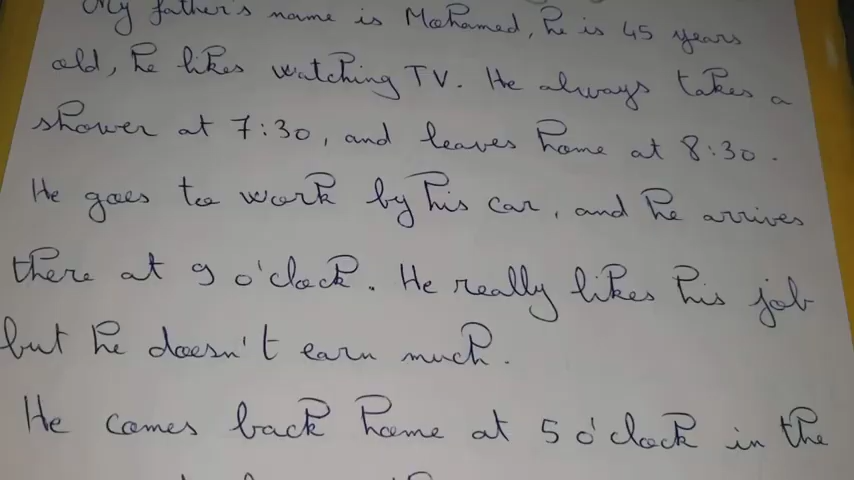 My father's name is Mohamed, he is 45 years
old, he likes watching TV. He always takes a
shower at 7:30, and leaves home at 8:30.
He goes to work by his car, and he arrives
there at 9 o'clock. He really likes his job
but he doesn't earn much.
He comes back home at 5 o'clock in the